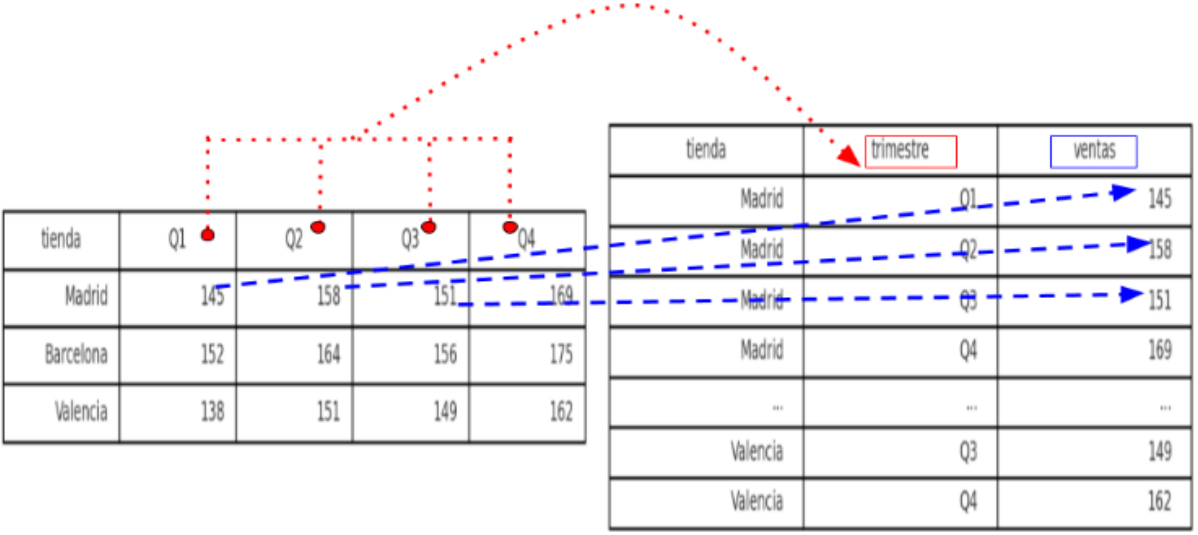 tienda Q1 Q2 Q3 Q4
Madrid 145 158 151 169
Barcelona 152 164 156 175
Valencia 138 151 149 162
tienda trimestre ventas
Madrid Q1 145
Madrid Q2 158
Madrid Q3 151
Madrid Q4 169
... ... ...
Valencia Q3 149
Valencia Q4 162